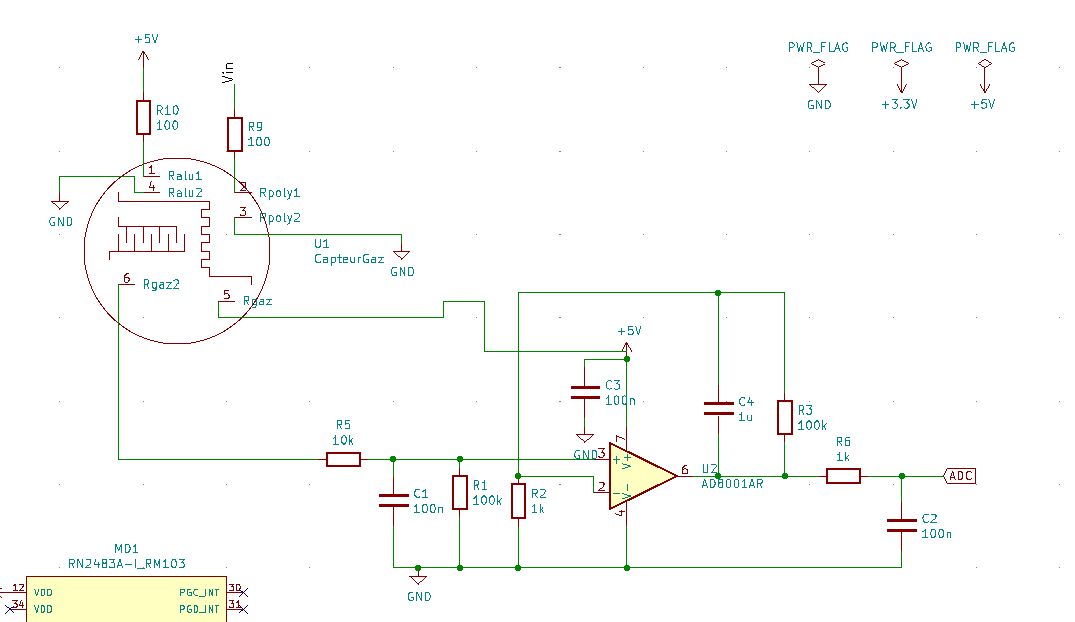 +5V
Vin
R10
100
R9
100
1
Ralu1
4
Ralu2
GND
2
Rpoly1
3
Rpoly2
U1
CapteurGaz
GND
6
Rgaz2
5
Rgaz
PWR_FLAG
GND
PWR_FLAG
+3.3V
PWR_FLAG
+5V
+5V
C3
100n
GND
C4
1u
R3
100k
R5
10k
C1
100n
R1
100k
R2
1k
3
+
2
-
7
V+
4
V-
6
U2
AD8001AR
R6
1k
ADC
C2
100n
GND
MD1
RN2483A-I_RM103
12
VDD
34
VDD
PGC_INT
30
PGD_INT
31